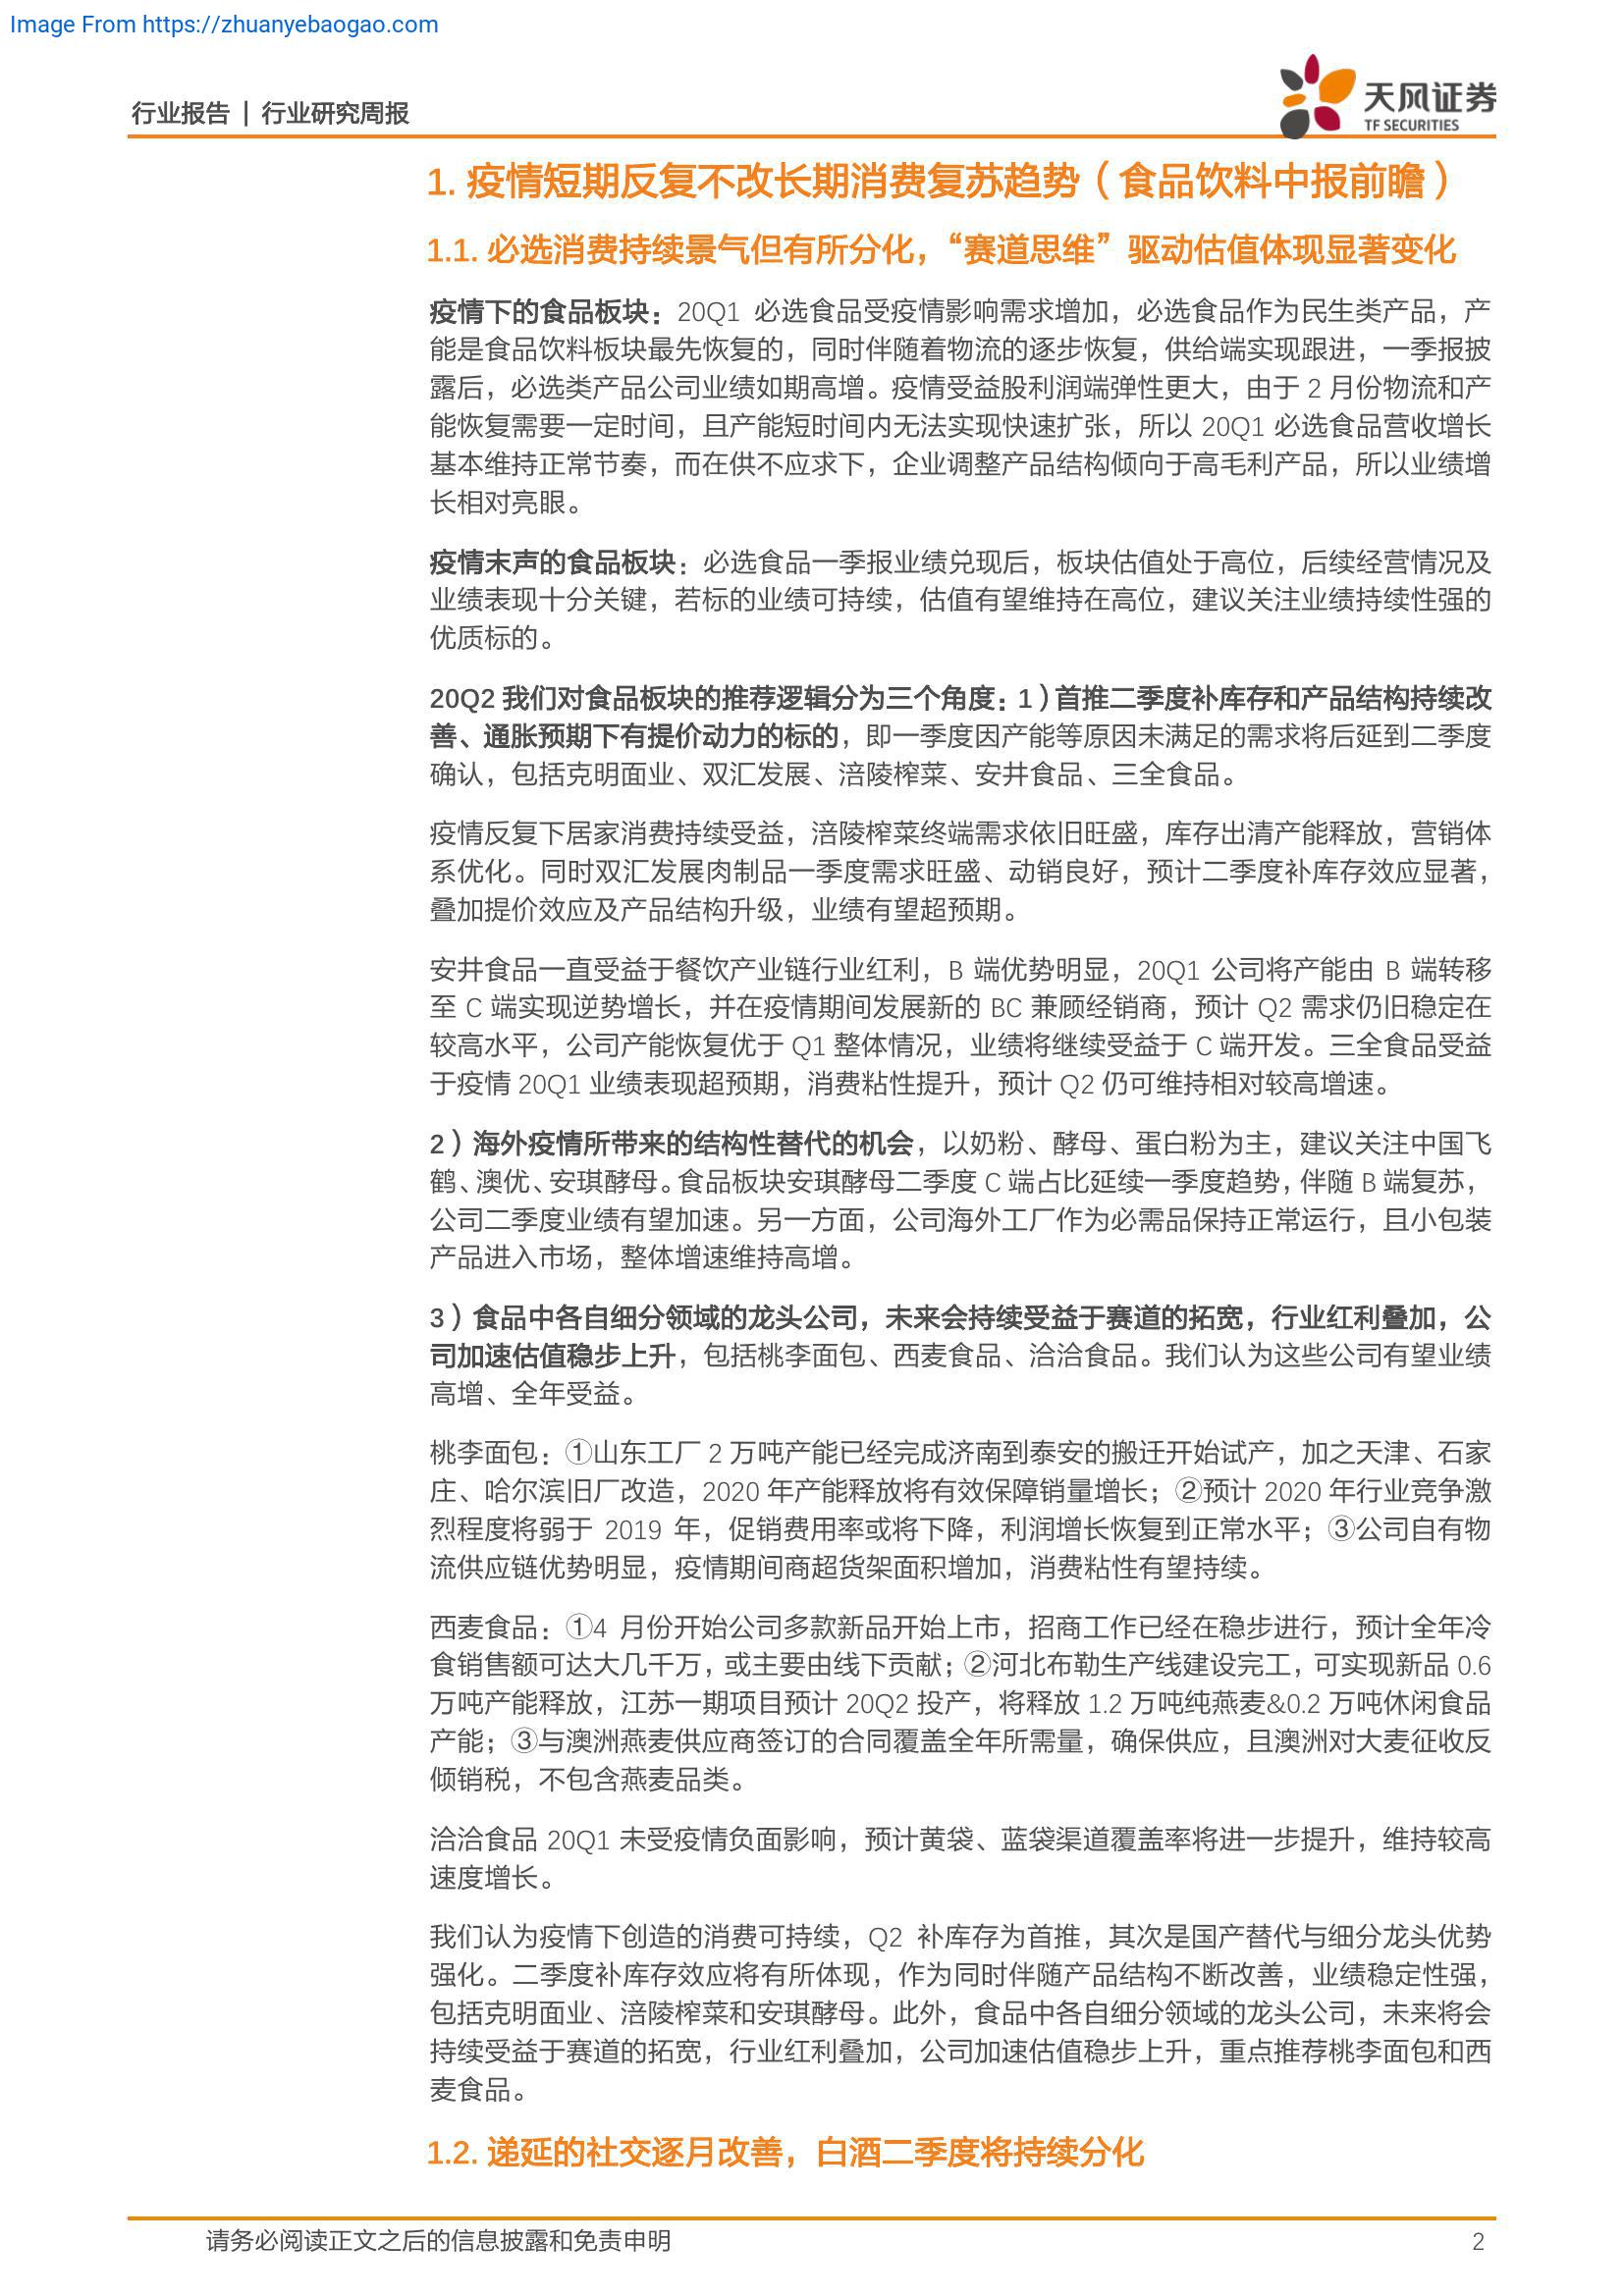 Image From https://zhuanyebaogao.com
行业报告 | 行业研究周报
天风证券
TF SECURITIES
1. 疫情短期反复不改长期消费复苏趋势（食品饮料中报前瞻）
1.1. 必选消费持续景气但有所分化，“赛道思维”驱动估值体现显著变化
疫情下的食品板块：20Q1 必选食品受疫情影响需求增加，必选食品作为民生类产品，产
能是食品饮料板块最先恢复的，同时伴随着物流的逐步恢复，供给端实现跟进，一季报披
露后，必选类产品公司业绩如期高增。疫情受益股利润端弹性更大，由于 2 月份物流和产
能恢复需要一定时间，且产能短时间内无法实现快速扩张，所以 20Q1 必选食品营收增长
基本维持正常节奏，而在供不应求下，企业调整产品结构倾向于高毛利产品，所以业绩增
长相对亮眼。
疫情末声的食品板块：必选食品一季报业绩兑现后，板块估值处于高位，后续经营情况及
业绩表现十分关键，若标的业绩可持续，估值有望维持在高位，建议关注业绩持续性强的
优质标的。
20Q2 我们对食品板块的推荐逻辑分为三个角度：1）首推二季度补库存和产品结构持续改
善、通胀预期下有提价动力的标的，即一季度因产能等原因未满足的需求将后延到二季度
确认，包括克明面业、双汇发展、涪陵榨菜、安井食品、三全食品。
疫情反复下居家消费持续受益，涪陵榨菜终端需求依旧旺盛，库存出清产能释放，营销体
系优化。同时双汇发展肉制品一季度需求旺盛、动销良好，预计二季度补库存效应显著，
叠加提价效应及产品结构升级，业绩有望超预期。
安井食品一直受益于餐饮产业链行业红利，B 端优势明显，20Q1 公司将产能由 B 端转移
至 C 端实现逆势增长，并在疫情期间发展新的 BC 兼顾经销商，预计 Q2 需求仍旧稳定在
较高水平，公司产能恢复优于 Q1 整体情况，业绩将继续受益于 C 端开发。三全食品受益
于疫情 20Q1 业绩表现超预期，消费粘性提升，预计 Q2 仍可维持相对较高增速。
2）海外疫情所带来的结构性替代的机会，以奶粉、酵母、蛋白粉为主，建议关注中国飞
鹤、澳优、安琪酵母。食品板块安琪酵母二季度 C 端占比延续一季度趋势，伴随 B 端复苏，
公司二季度业绩有望加速。另一方面，公司海外工厂作为必需品保持正常运行，且小包装
产品进入市场，整体增速维持高增。
3）食品中各自细分领域的龙头公司，未来会持续受益于赛道的拓宽，行业红利叠加，公
司加速估值稳步上升，包括桃李面包、西麦食品、洽洽食品。我们认为这些公司有望业绩
高增、全年受益。
桃李面包：①山东工厂 2 万吨产能已经完成济南到泰安的搬迁开始试产，加之天津、石家
庄、哈尔滨旧厂改造，2020 年产能释放将有效保障销量增长；②预计 2020 年行业竞争激
烈程度将弱于 2019 年，促销费用率或将下降，利润增长恢复到正常水平；③公司自有物
流供应链优势明显，疫情期间商超货架面积增加，消费粘性有望持续。
西麦食品：①4 月份开始公司多款新品开始上市，招商工作已经在稳步进行，预计全年冷
食销售额可达大几千万，或主要由线下贡献；②河北布勒生产线建设完工，可实现新品 0.6
万吨产能释放，江苏一期项目预计 20Q2 投产，将释放 1.2 万吨纯燕麦&0.2 万吨休闲食品
产能；③与澳洲燕麦供应商签订的合同覆盖全年所需量，确保供应，且澳洲对大麦征收反
倾销税，不包含燕麦品类。
洽洽食品 20Q1 未受疫情负面影响，预计黄袋、蓝袋渠道覆盖率将进一步提升，维持较高
速度增长。
我们认为疫情下创造的消费可持续，Q2 补库存为首推，其次是国产替代与细分龙头优势
强化。二季度补库存效应将有所体现，作为同时伴随产品结构不断改善，业绩稳定性强，
包括克明面业、涪陵榨菜和安琪酵母。此外，食品中各自细分领域的龙头公司，未来将会
持续受益于赛道的拓宽，行业红利叠加，公司加速估值稳步上升，重点推荐桃李面包和西
麦食品。
1.2. 递延的社交逐月改善，白酒二季度将持续分化
请务必阅读正文之后的信息披露和免责申明
2